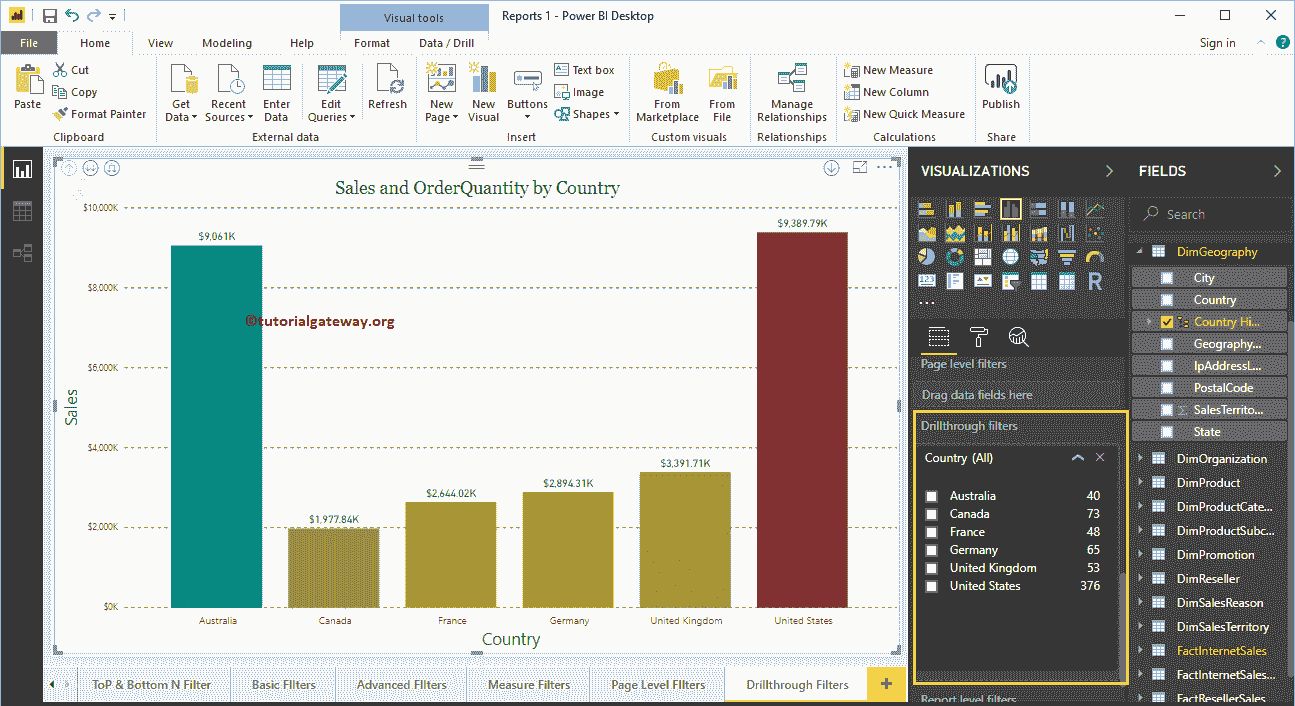 Visual tools
Reports 1 - Power BI Desktop
File
Home
View
Modeling
Help
Format
Data / Drill
Sign in
?
Paste
Cut
Copy
Format Painter
Clipboard
Get Data
Recent Sources
Enter Data
Edit Queries
External data
Refresh
New Page
New Visual
Buttons
Text box
Image
Shapes
Insert
From Marketplace
From File
Custom visuals
Manage Relationships
Relationships
New Measure
New Column
New Quick Measure
Calculations
Publish
Share
Sales and OrderQuantity by Country
$10,000K
$8,000K
$6,000K
$4,000K
$2,000K
$0K
Sales
$9,061K
$1,977.84K
$2,644.02K
$2,894.31K
$3,391.71K
$9,389.79K
©tutorialgateway.org
Australia
Canada
France
Germany
United Kingdom
United States
Country
ToP & Bottom N Filter
Basic FIlters
Advanced FIlters
Measure Filters
Page Level FIlters
Drillthrough Filters
+
VISUALIZATIONS
123
R
Page level filters
Drag data fields here
Drillthrough filters
Country (All)
Australia 40
Canada 73
France 48
Germany 65
United Kingdom 53
United States 376
Report level filters
FIELDS
Search
DimGeography
City
Country
Country Hi...
Geography...
IpAddressL...
PostalCode
Σ SalesTerrito...
State
DimOrganization
DimProduct
DimProductCate...
DimProductSubc...
DimPromotion
DimReseller
DimSalesReason
DimSalesTerritory
FactInternetSales
FactInternetSales...
FactResellerSales